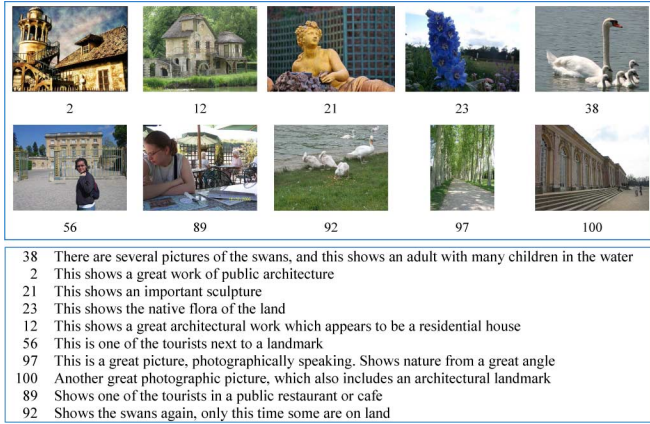 2 12 21 23 38
56 89 92 97 100
38 There are several pictures of the swans, and this shows an adult with many children in the water
2 This shows a great work of public architecture
21 This shows an important sculpture
23 This shows the native flora of the land
12 This shows a great architectural work which appears to be a residential house
56 This is one of the tourists next to a landmark
97 This is a great picture, photographically speaking. Shows nature from a great angle
100 Another great photographic picture, which also includes an architectural landmark
89 Shows one of the tourists in a public restaurant or cafe
92 Shows the swans again, only this time some are on land